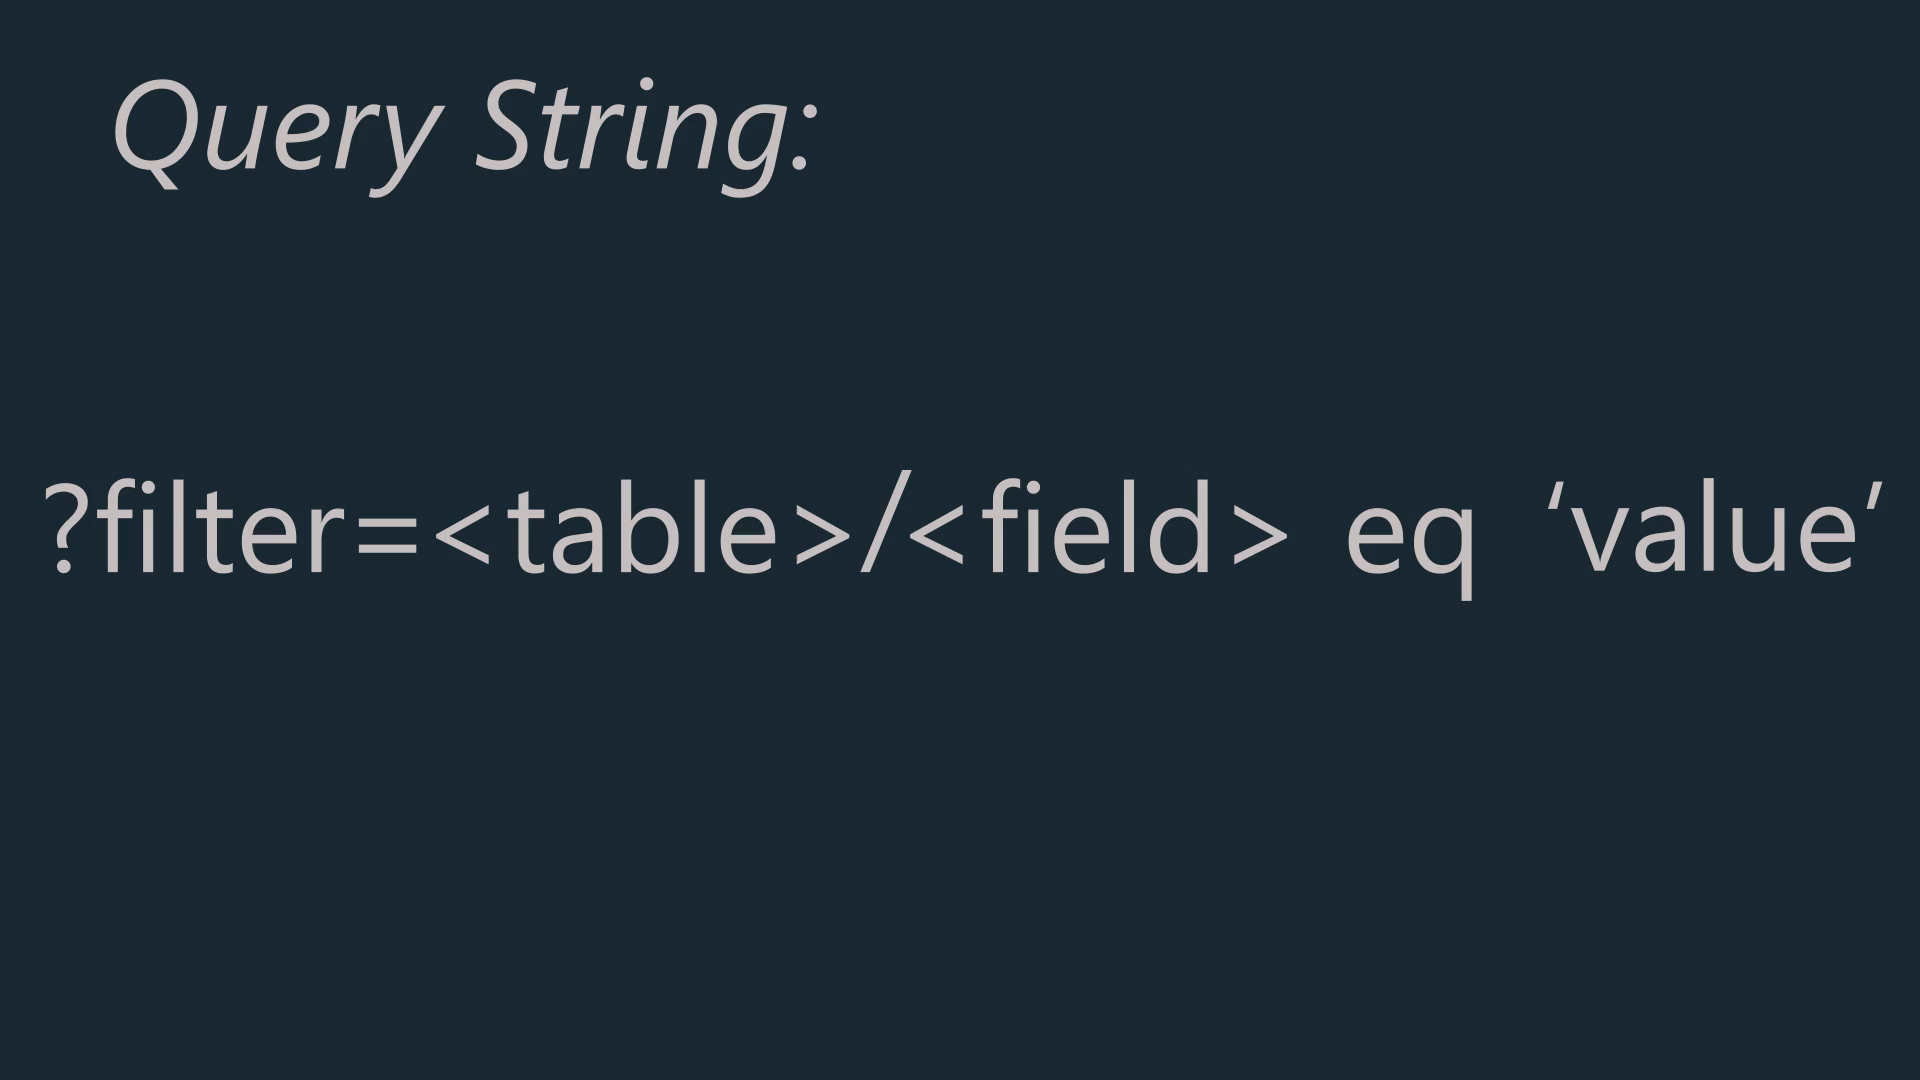 Query String:
?filter=<table>/<field> eq ‘value’